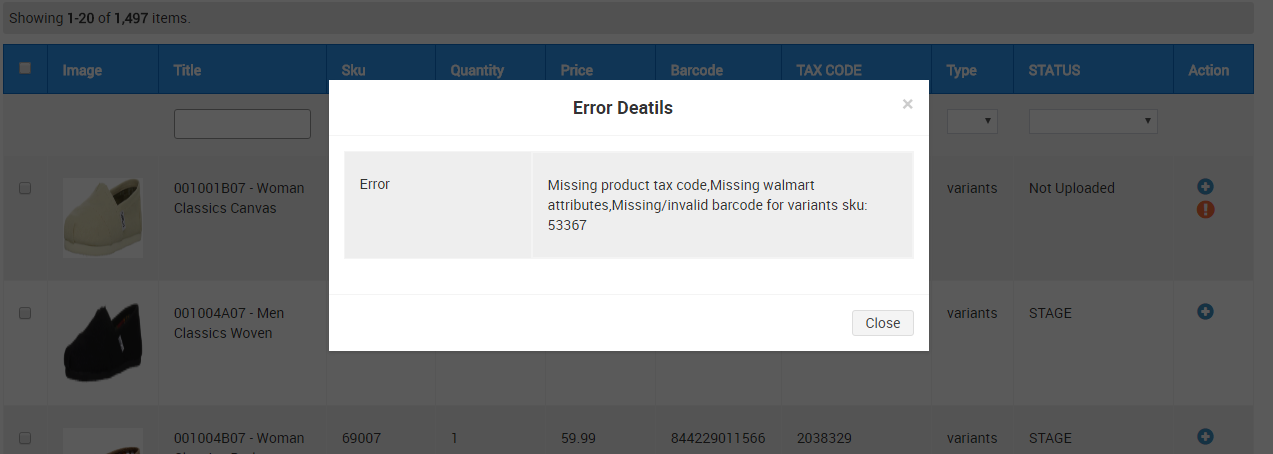 Showing 1-20 of 1,497 items.
Image Title Sku Quantity Price Barcode TAX CODE Type STATUS Action
Error Deatils ×
001001B07 - Woman
Classics Canvas
variants Not Uploaded
Error
Missing product tax code,Missing walmart
attributes,Missing/invalid barcode for variants sku:
53367
001004A07 - Men
Classics Woven
variants STAGE
Close
001004B07 - Woman 69007 1 59.99 844229011566 2038329 variants STAGE